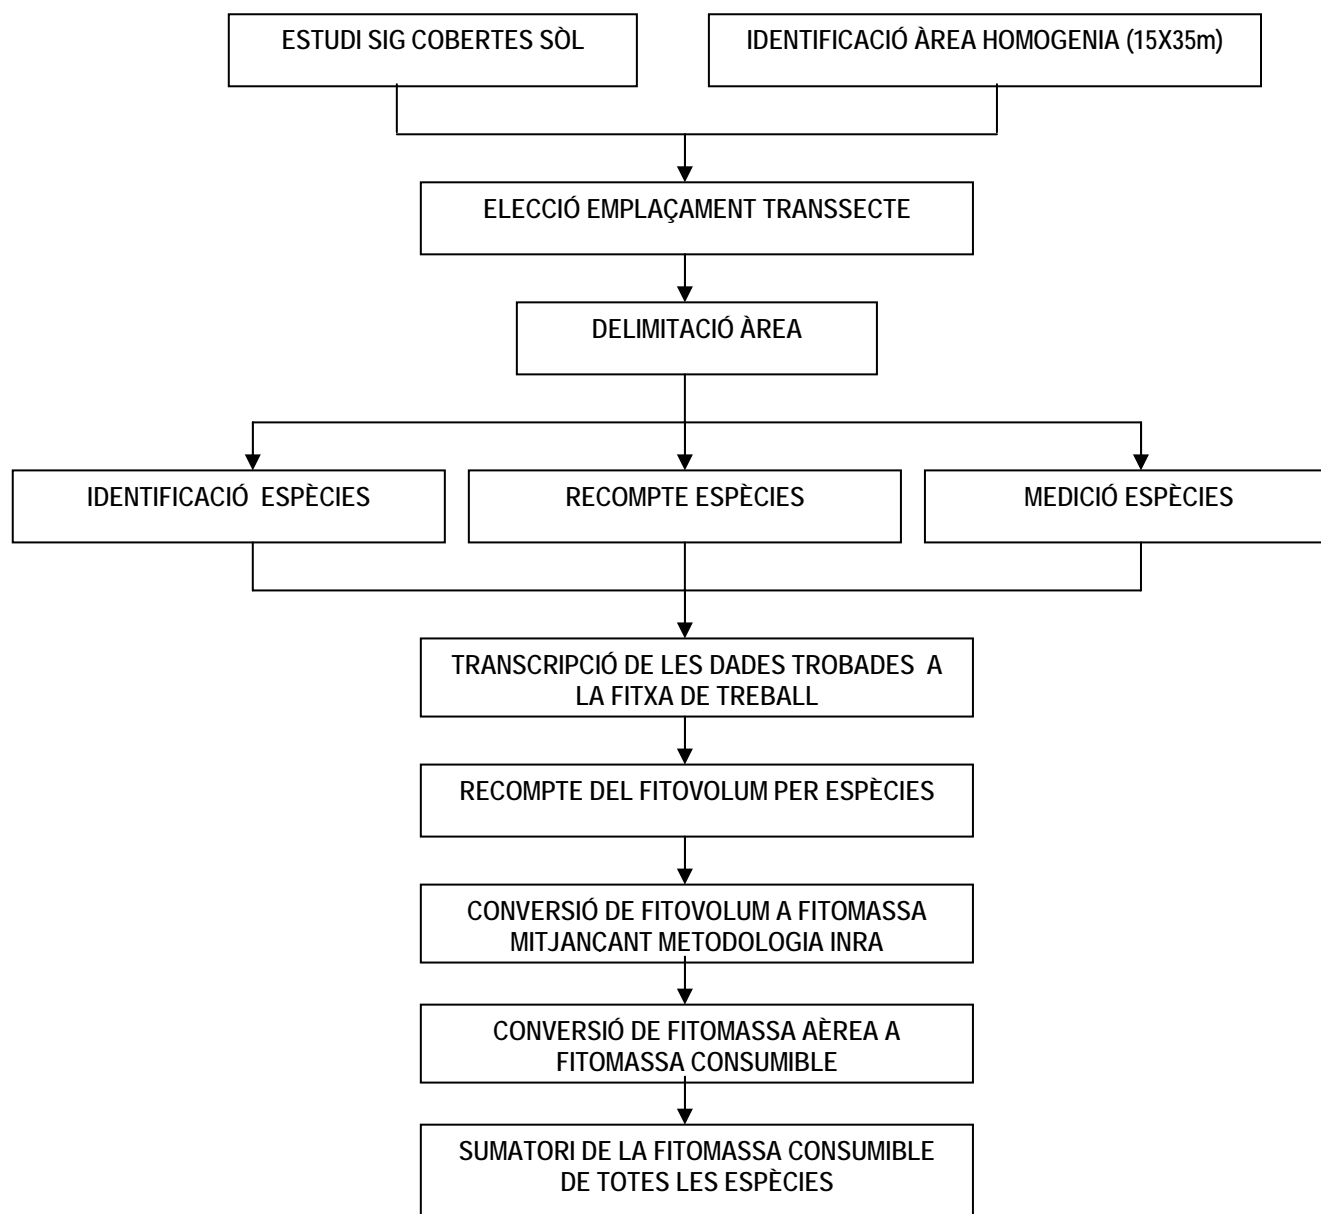 ESTUDI SIG COBERTES SÒL
IDENTIFICACIÓ ÀREA HOMOGENIA (15X35m)
ELECCIÓ EMPLAÇAMENT TRANSSECTE
DELIMITACIÓ ÀREA
IDENTIFICACIÓ ESPÈCIES
RECOMPTE ESPÈCIES
MEDICIÓ ESPÈCIES
TRANSCRIPCIÓ DE LES DADES TROBADES A
LA FITXA DE TREBALL
RECOMPTE DEL FITOVOLUM PER ESPÈCIES
CONVERSIÓ DE FITOVOLUM A FITOMASSA
MITJANÇANT METODOLOGIA INRA
CONVERSIÓ DE FITOMASSA AÈREA A
FITOMASSA CONSUMIBLE
SUMATORI DE LA FITOMASSA CONSUMIBLE
DE TOTES LES ESPÈCIES